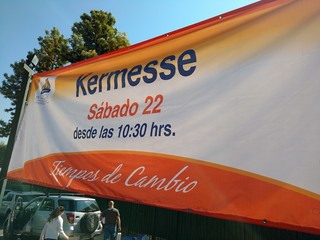 Kermesse
Sábado 22
desde las 10:30 hrs.
Tiempos de Cambio